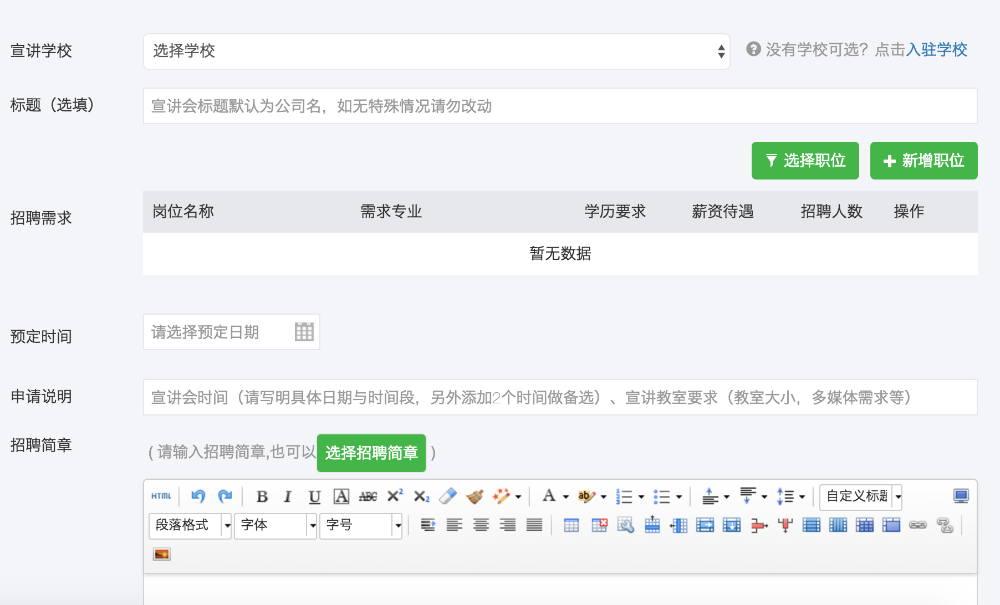 宣讲学校 选择学校 没有学校可选？点击入驻学校
标题（选填） 宣讲会标题默认为公司名，如无特殊情况请勿改动
选择职位 新增职位
招聘需求 岗位名称 需求专业 学历要求 薪资待遇 招聘人数 操作
暂无数据
预定时间 请选择预定日期
申请说明 宣讲会时间（请写明具体日期与时间段，另外添加2个时间做备选）、宣讲教室要求（教室大小，多媒体需求等）
招聘简章 （请输入招聘简章,也可以 选择招聘简章 ）
HTML B I U A ABC X² X₂ A ab 1 2 3 自定义标题
段落格式 字体 字号